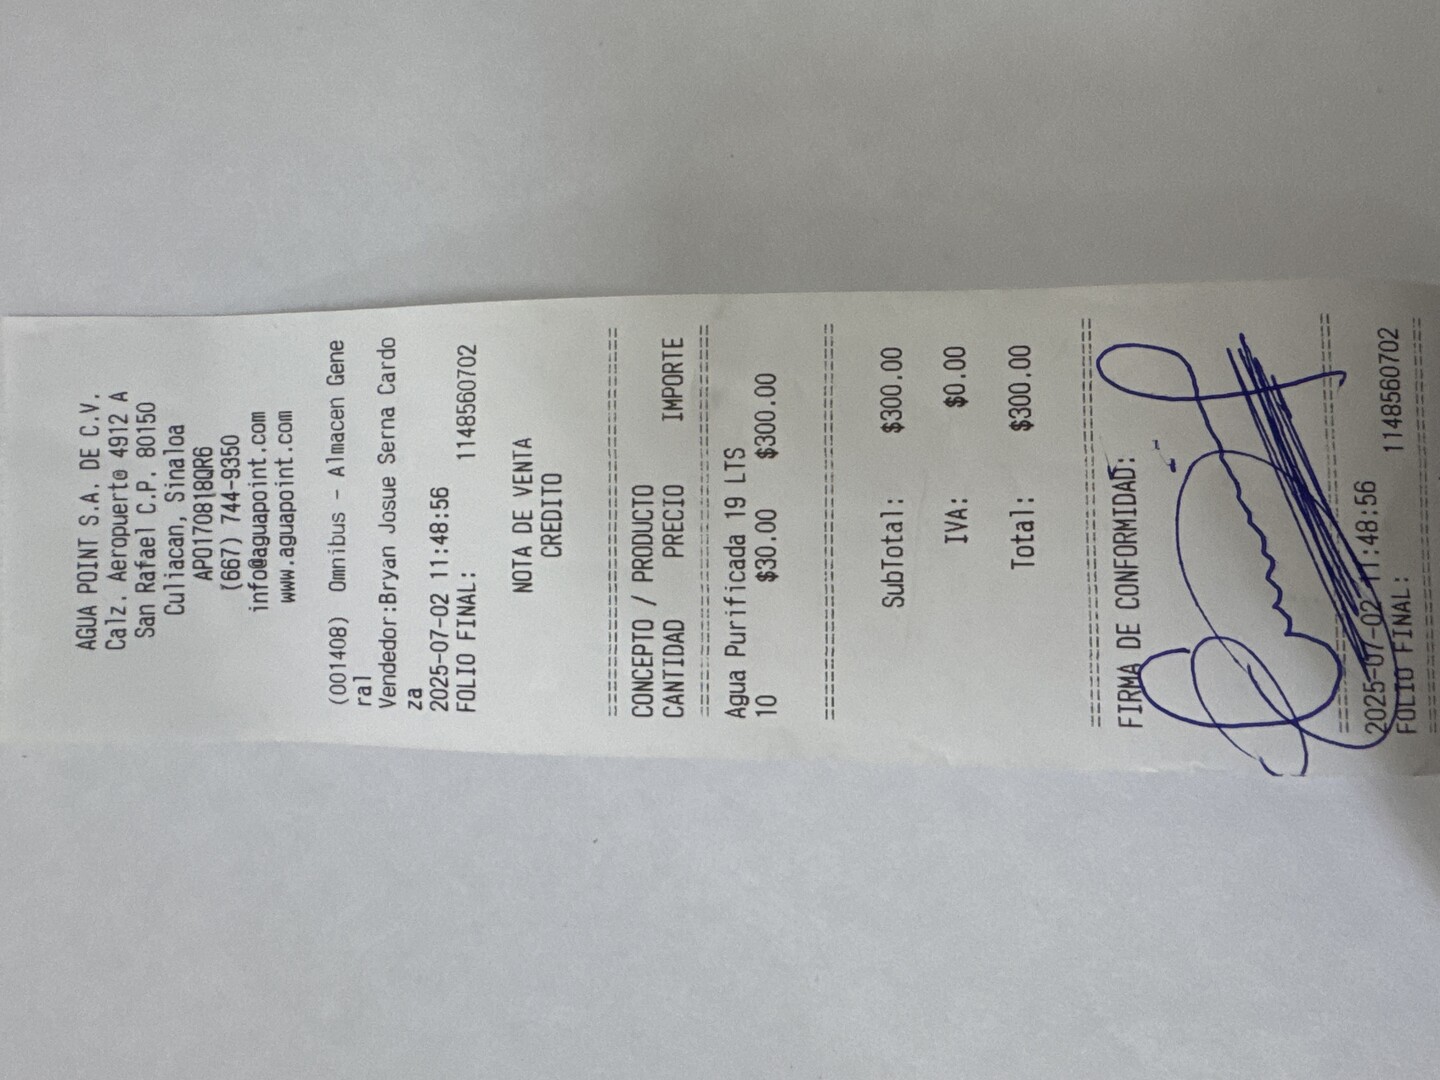 AGUA POINT S.A. DE C.V.
Calz. Aeropuerto 4912 A
San Rafael C.P. 80150
Culiacan, Sinaloa
APO170818QR6
(667) 744-9350
info@aguapoint.com
www.aguapoint.com
(001408) Omnibus - Almacen Gene
ral
Vendedor:Bryan Josue Serna Cardo
za
2025-07-02 11:48:56
FOLIO FINAL: 1148560702
NOTA DE VENTA
CREDITO
================================
CONCEPTO / PRODUCTO
CANTIDAD PRECIO IMPORTE
================================
Agua Purificada 19 LTS
10 $30.00 $300.00
================================
SubTotal: $300.00
IVA: $0.00
Total: $300.00
================================
FIRMA DE CONFORMIDAD:
================================
2025-07-02 11:48:56
FOLIO FINAL: 1148560702
================================